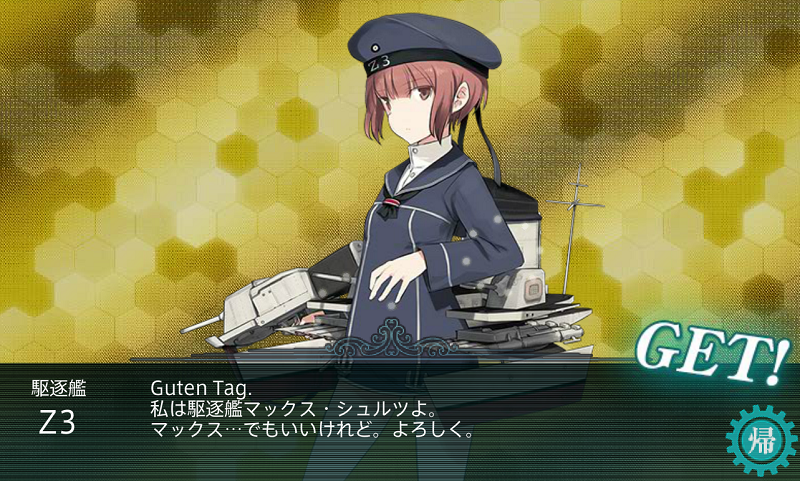 Z3
GET!
駆逐艦
Z3
Guten Tag.
私は駆逐艦マックス・シュルツよ。
マックス…でもいいけれど。よろしく。
帰